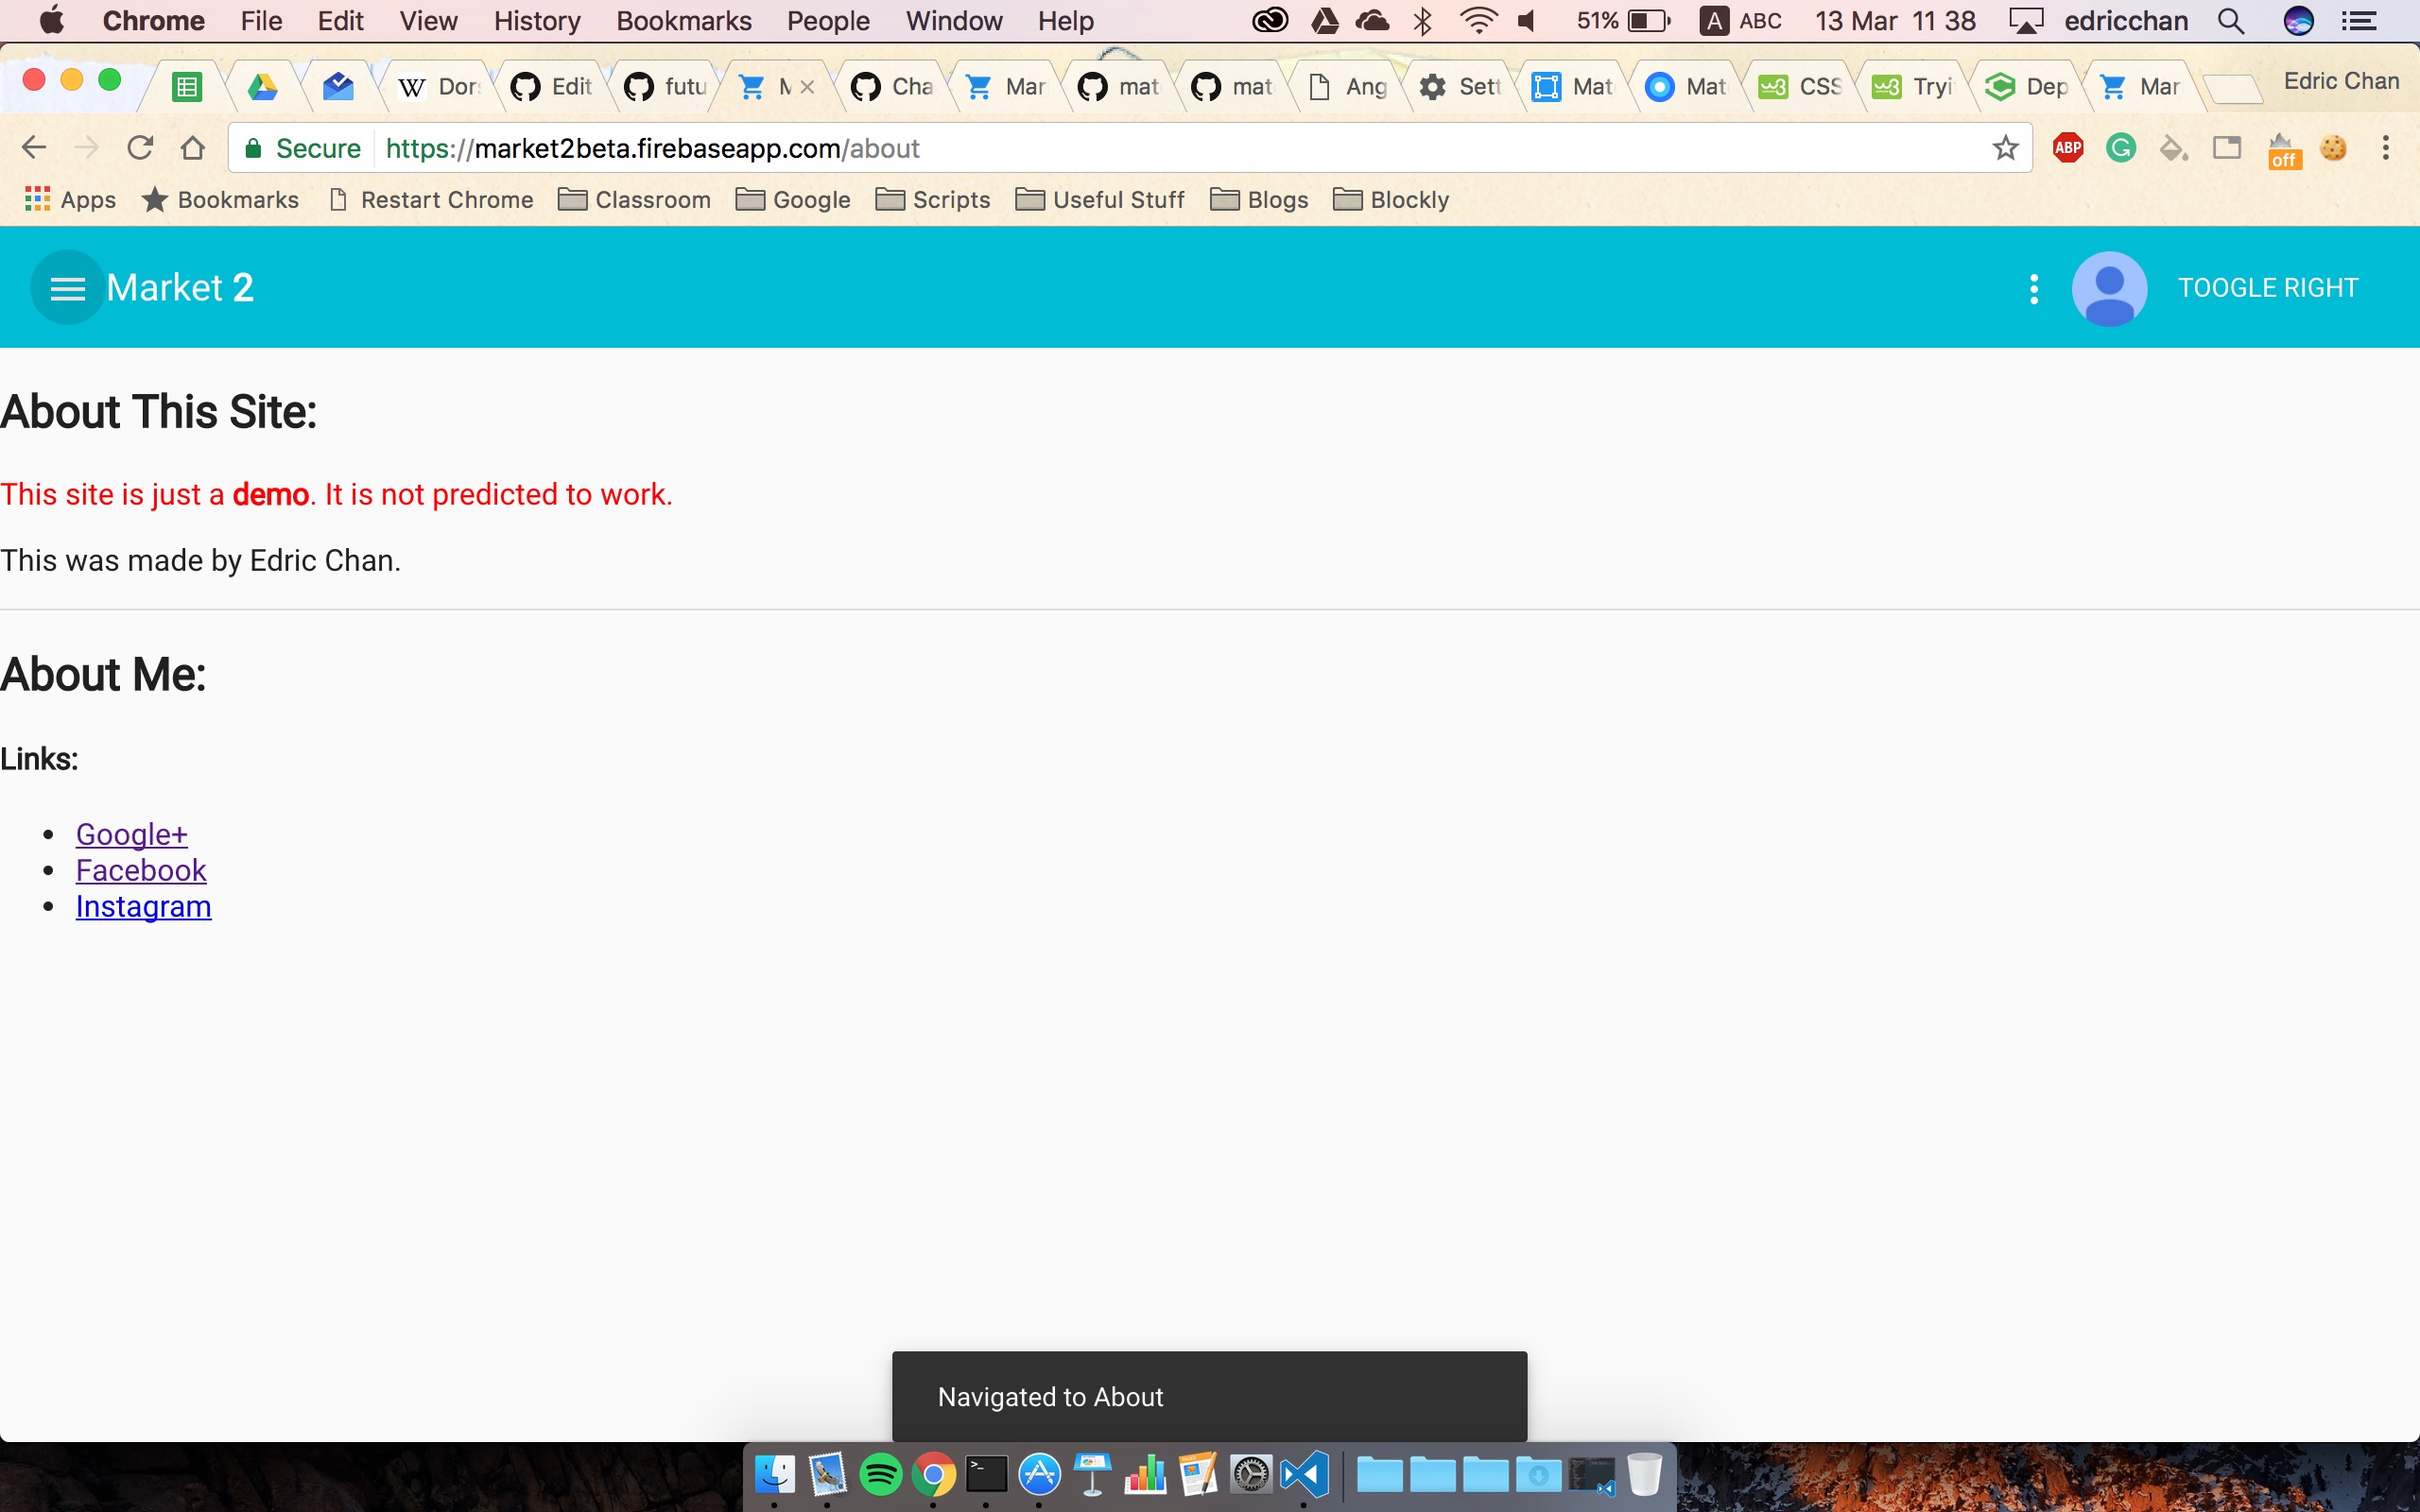 Chrome File Edit View History Bookmarks People Window Help 51% A ABC 13 Mar 11 38 edricchan
W Dor Edit futu M Cha Mar mat mat Ang Sett Mat Mat w3 CSS w3 Tryi Dep Mar Edric Chan
Secure https://market2beta.firebaseapp.com/about ABP G off
Apps Bookmarks Restart Chrome Classroom Google Scripts Useful Stuff Blogs Blockly
Market 2 TOOGLE RIGHT
About This Site:
This site is just a demo. It is not predicted to work.
This was made by Edric Chan.
About Me:
Links:
• Google+
• Facebook
• Instagram
Navigated to About